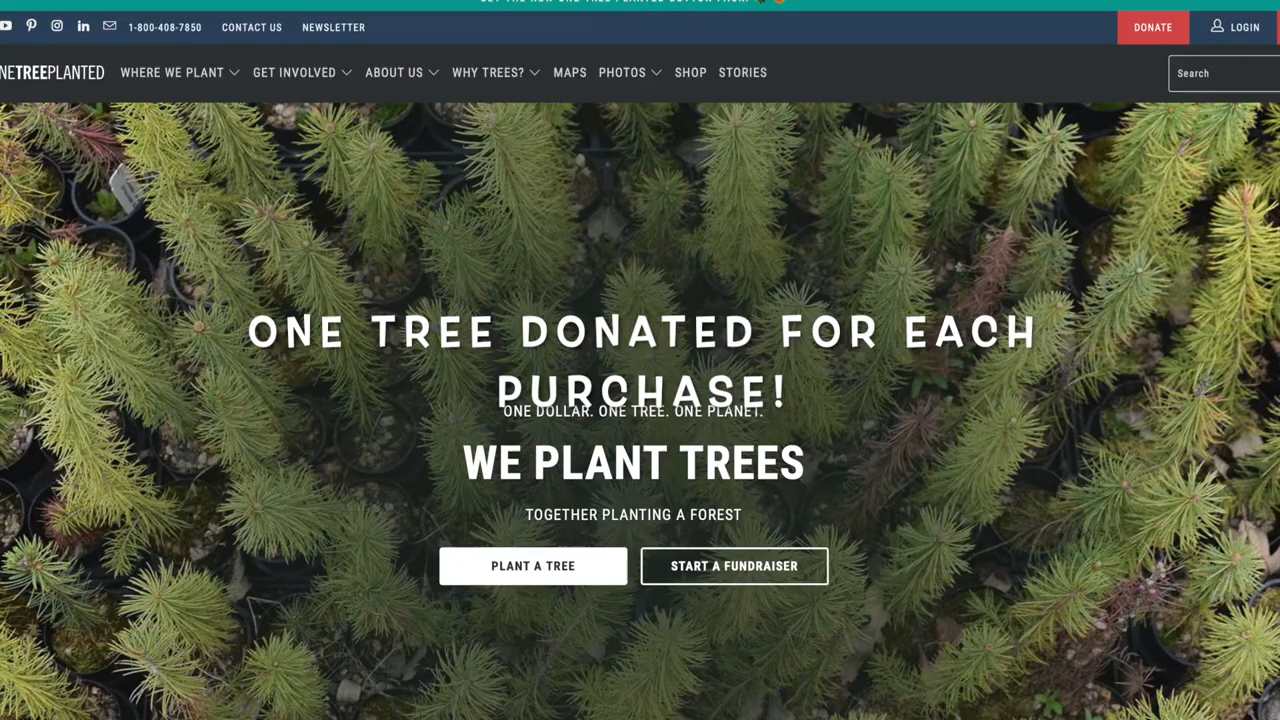 1-800-408-7850 CONTACT US NEWSLETTER DONATE LOGIN
NETREEPLANTED WHERE WE PLANT GET INVOLVED ABOUT US WHY TREES? MAPS PHOTOS SHOP STORIES Search
ONE TREE DONATED FOR EACH
PURCHASE!
ONE DOLLAR. ONE TREE. ONE PLANET.
WE PLANT TREES
TOGETHER PLANTING A FOREST
PLANT A TREE START A FUNDRAISER